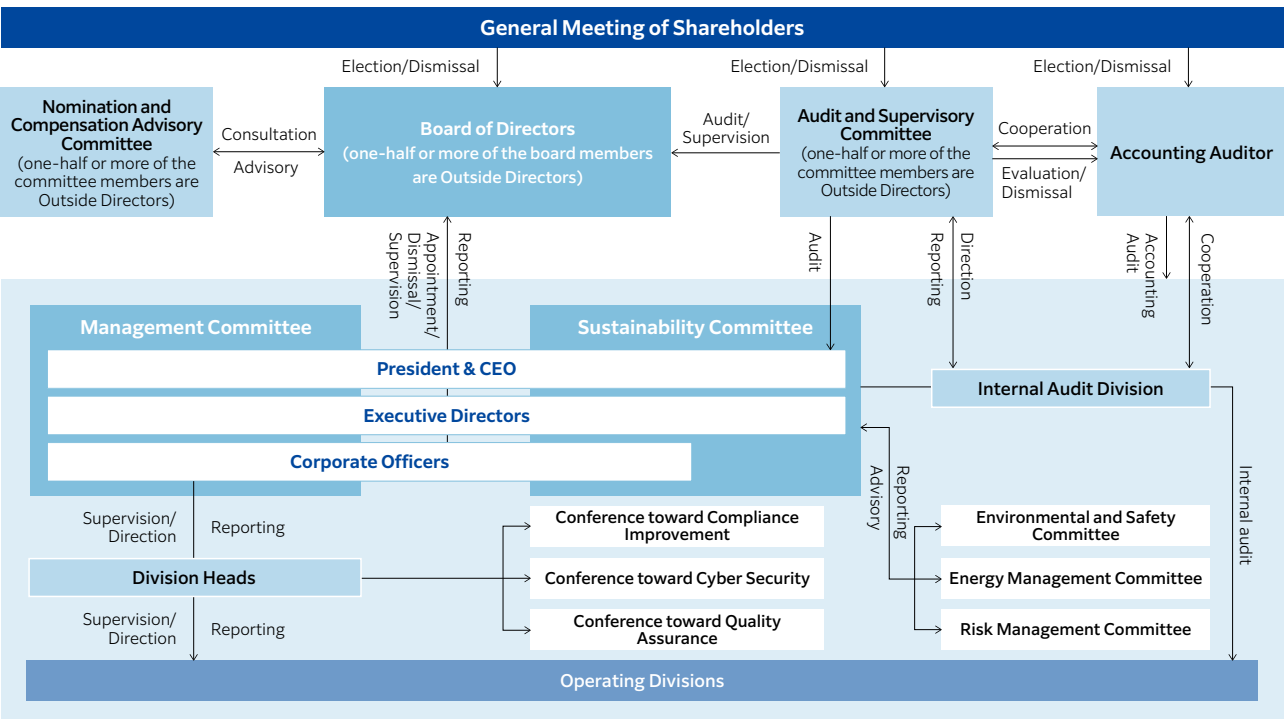 General Meeting of Shareholders
Election/Dismissal
Election/Dismissal
Election/Dismissal
Nomination and
Compensation Advisory
Committee
(one-half or more of the
committee members are
Outside Directors)
Consultation
Advisory
Board of Directors
(one-half or more of the board members
are Outside Directors)
Audit/
Supervision
Audit and Supervisory
Committee
(one-half or more of the
committee members are
Outside Directors)
Cooperation
Evaluation/
Dismissal
Accounting Auditor
Appointment/
Dismissal/
Supervision
Reporting
Audit
Direction
Reporting
Accounting
Audit
Cooperation
Management Committee
Sustainability Committee
President & CEO
Executive Directors
Corporate Officers
Internal Audit Division
Reporting
Advisory
Internal audit
Supervision/
Direction
Reporting
Division Heads
Supervision/
Direction
Reporting
Conference toward Compliance
Improvement
Conference toward Cyber Security
Conference toward Quality
Assurance
Environmental and Safety
Committee
Energy Management Committee
Risk Management Committee
Operating Divisions